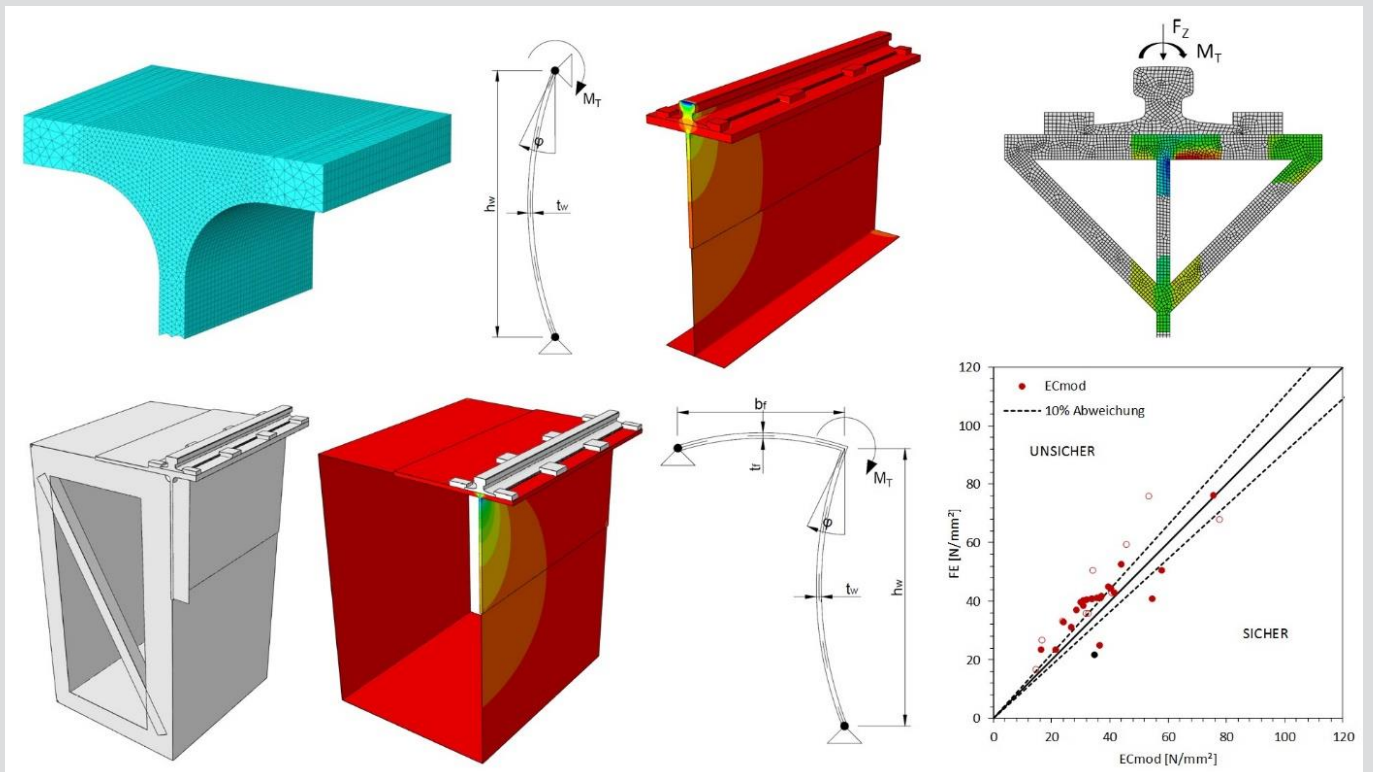 M_T
φ
h_w
t_w
F_Z
M_T
b_f
t_f
M_T
φ
t_w
h_w
120
100
80
60
40
20
0
FE [N/mm²]
ECmod
10% Abweichung
UNSICHER
SICHER
0 20 40 60 80 100 120
ECmod [N/mm²]